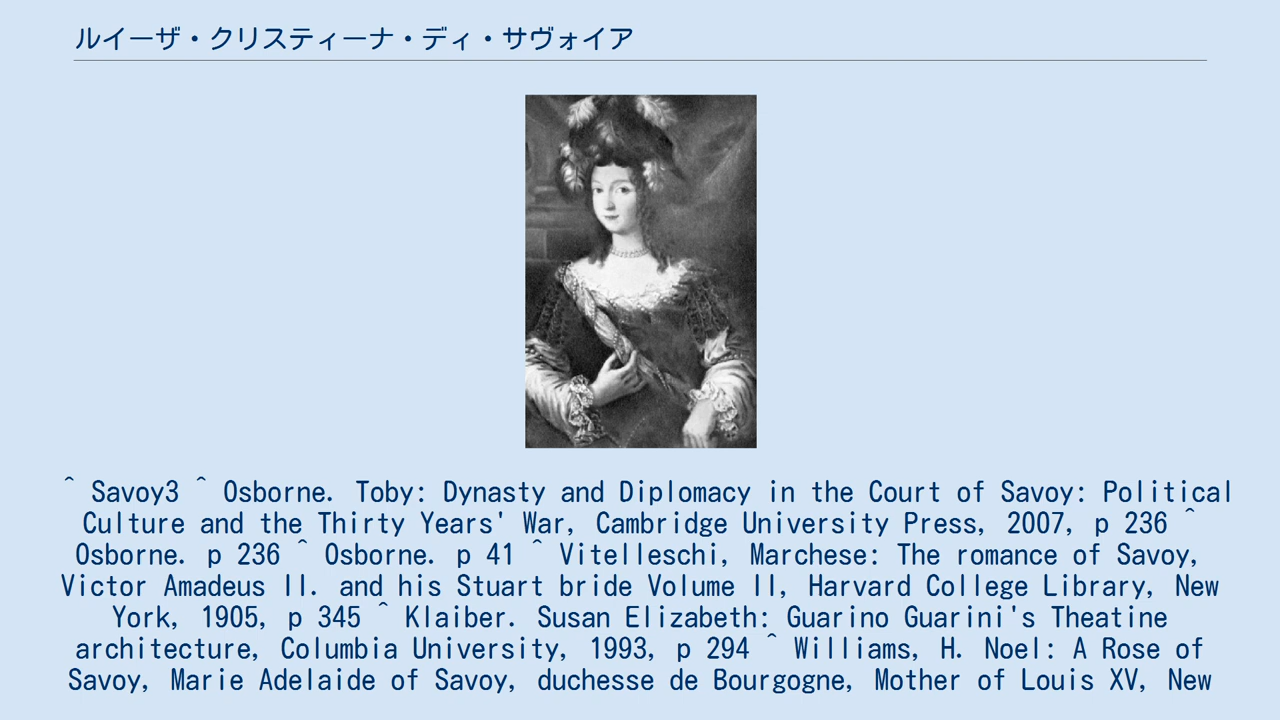 ルイーザ・クリスティーナ・ディ・サヴォイア
^ Savoy3 ^ Osborne. Toby: Dynasty and Diplomacy in the Court of Savoy: Political
Culture and the Thirty Years' War, Cambridge University Press, 2007, p 236 ^
Osborne. p 236 ^ Osborne. p 41 ^ Vitelleschi, Marchese: The romance of Savoy,
Victor Amadeus II. and his Stuart bride Volume II, Harvard College Library, New
York, 1905, p 345 ^ Klaiber. Susan Elizabeth: Guarino Guarini's Theatine
architecture, Columbia University, 1993, p 294 ^ Williams, H. Noel: A Rose of
Savoy, Marie Adelaide of Savoy, duchesse de Bourgogne, Mother of Louis XV, New